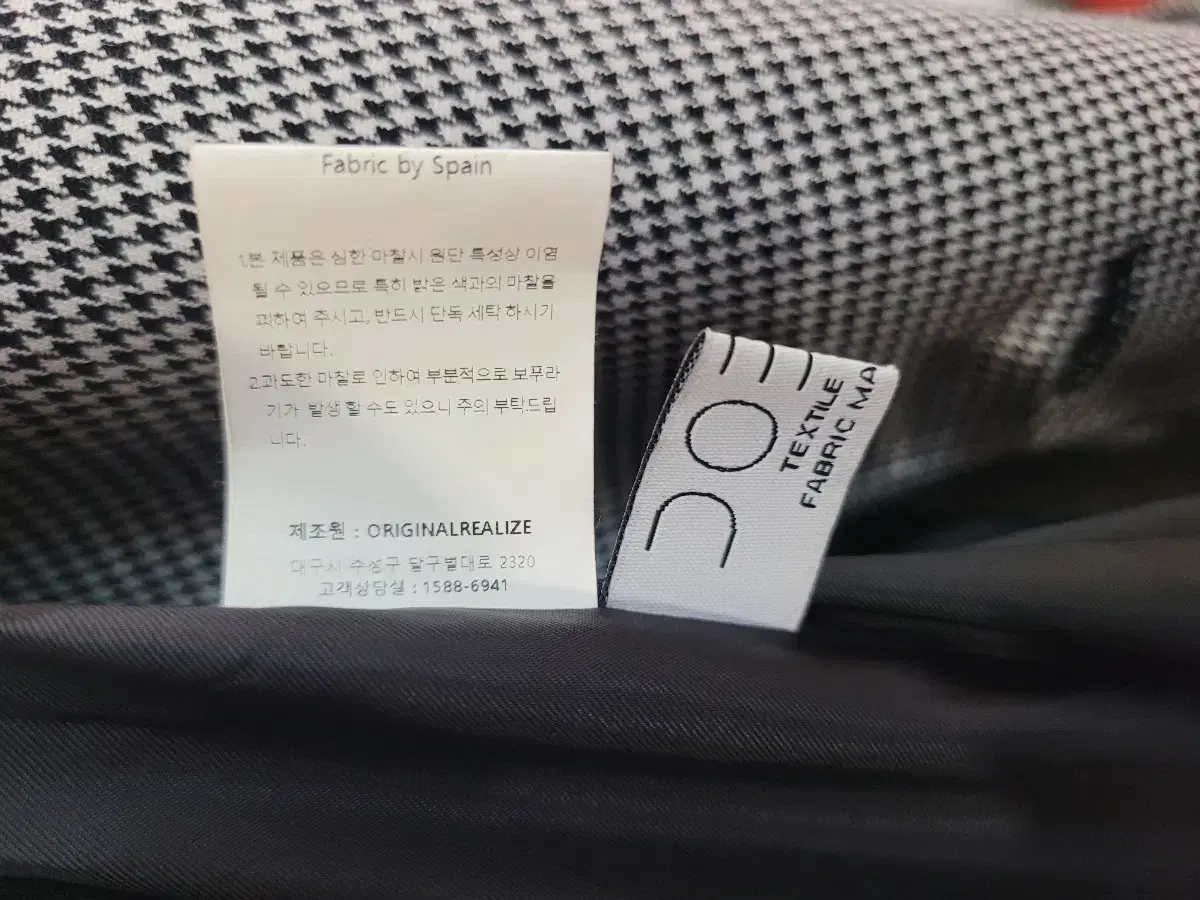 Fabric by Spain
1.본 제품은 심한 마찰시 원단 특성상 이염
될 수 있으므로 특히 밝은 색과의 마찰을
피하여 주시고, 반드시 단독 세탁 하시기
바랍니다.
2.과도한 마찰로 인하여 부분적으로 보푸라
기가 발생 할 수도 있으니 주의 부탁드립
니다.
제조원 : ORIGINALREALIZE
대구시 수성구 달구벌대로 2320
고객상담실 : 1588-6941
TEXTILE
FABRIC MA